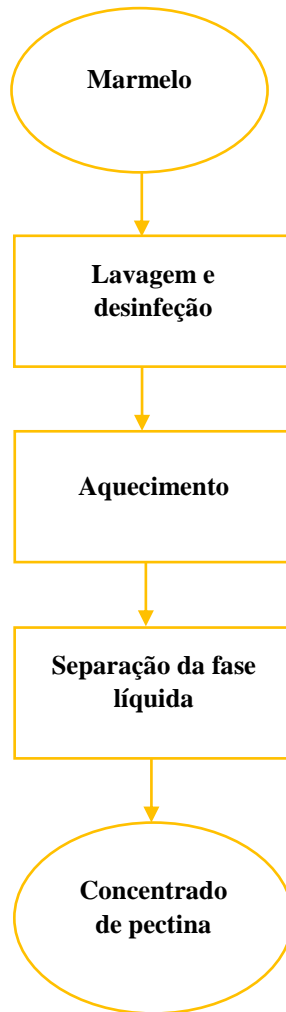 Marmelo
Lavagem e
desinfeção
Aquecimento
Separação da fase
líquida
Concentrado
de pectina